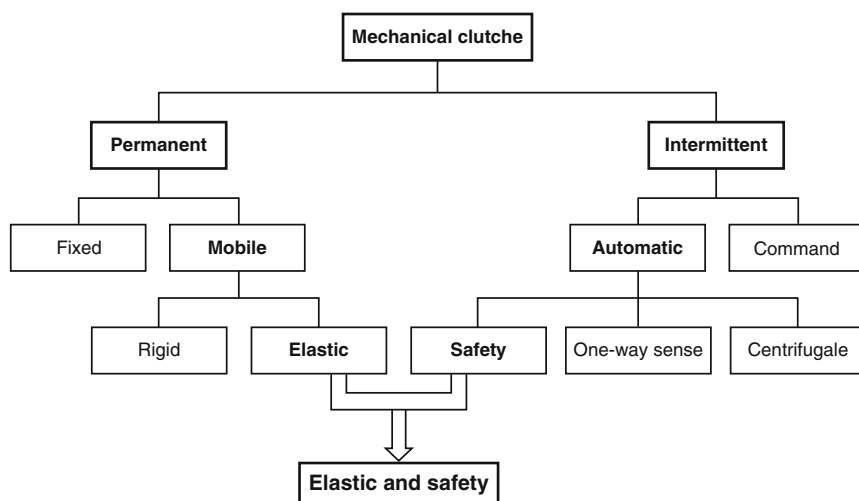 Mechanical clutche
Permanent
Intermittent
Fixed
Mobile
Automatic
Command
Rigid
Elastic
Safety
One-way sense
Centrifugale
Elastic and safety